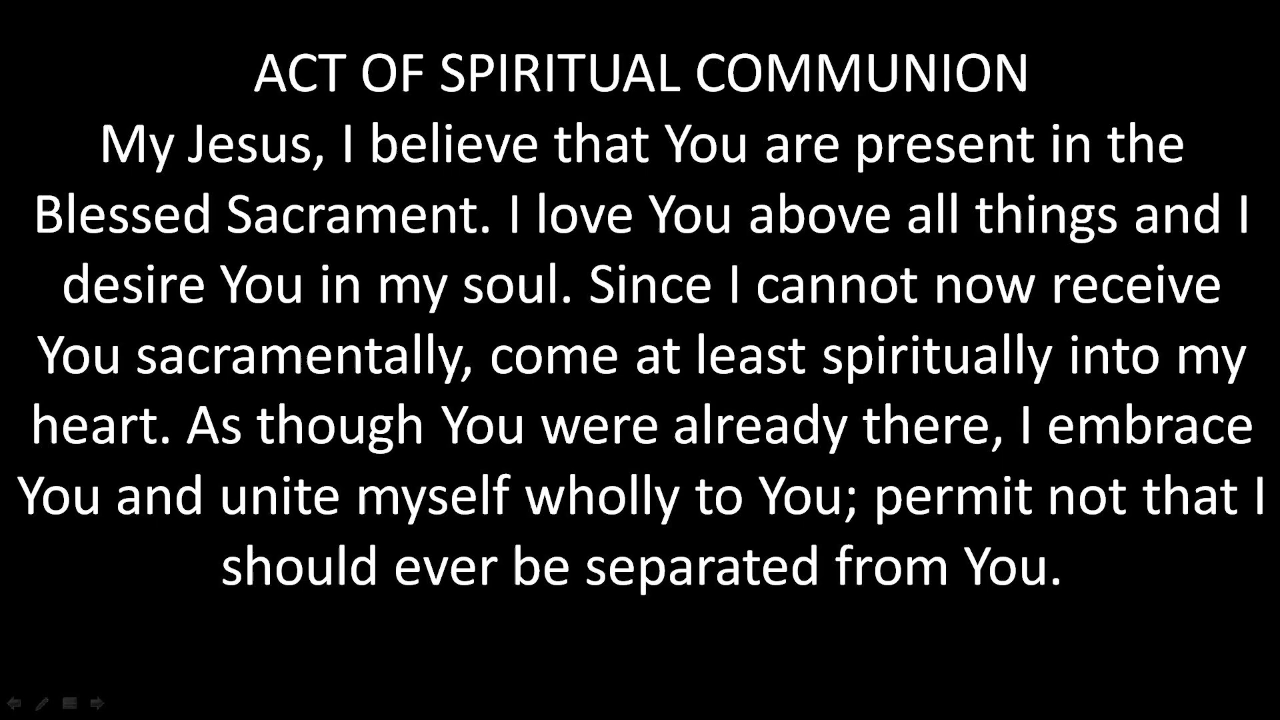 ACT OF SPIRITUAL COMMUNION
My Jesus, I believe that You are present in the
Blessed Sacrament. I love You above all things and I
desire You in my soul. Since I cannot now receive
You sacramentally, come at least spiritually into my
heart. As though You were already there, I embrace
You and unite myself wholly to You; permit not that I
should ever be separated from You.